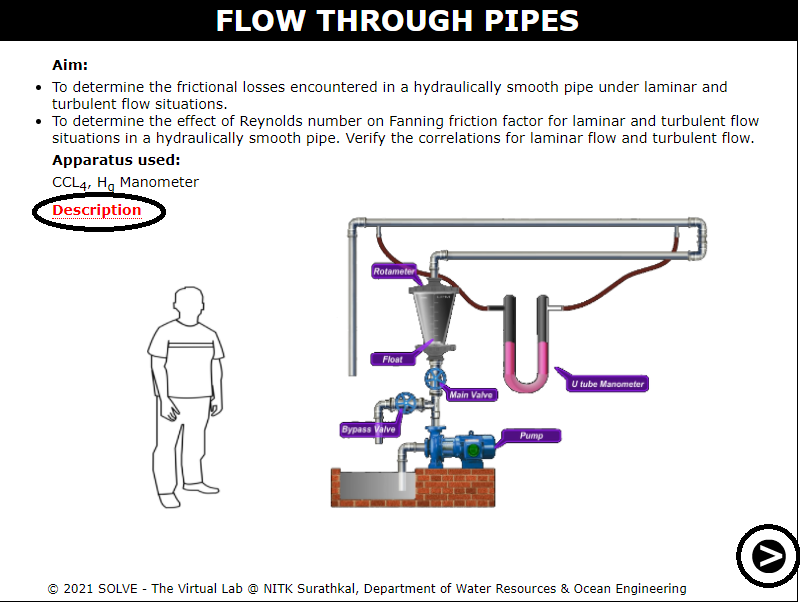 FLOW THROUGH PIPES
Aim:
• To determine the frictional losses encountered in a hydraulically smooth pipe under laminar and
turbulent flow situations.
• To determine the effect of Reynolds number on Fanning friction factor for laminar and turbulent flow
situations in a hydraulically smooth pipe. Verify the correlations for laminar flow and turbulent flow.
Apparatus used:
CCL4, Hg Manometer
Description
Rotameter
Float
Main Valve
U tube Manometer
Bypass Valve
Pump
© 2021 SOLVE - The Virtual Lab @ NITK Surathkal, Department of Water Resources & Ocean Engineering